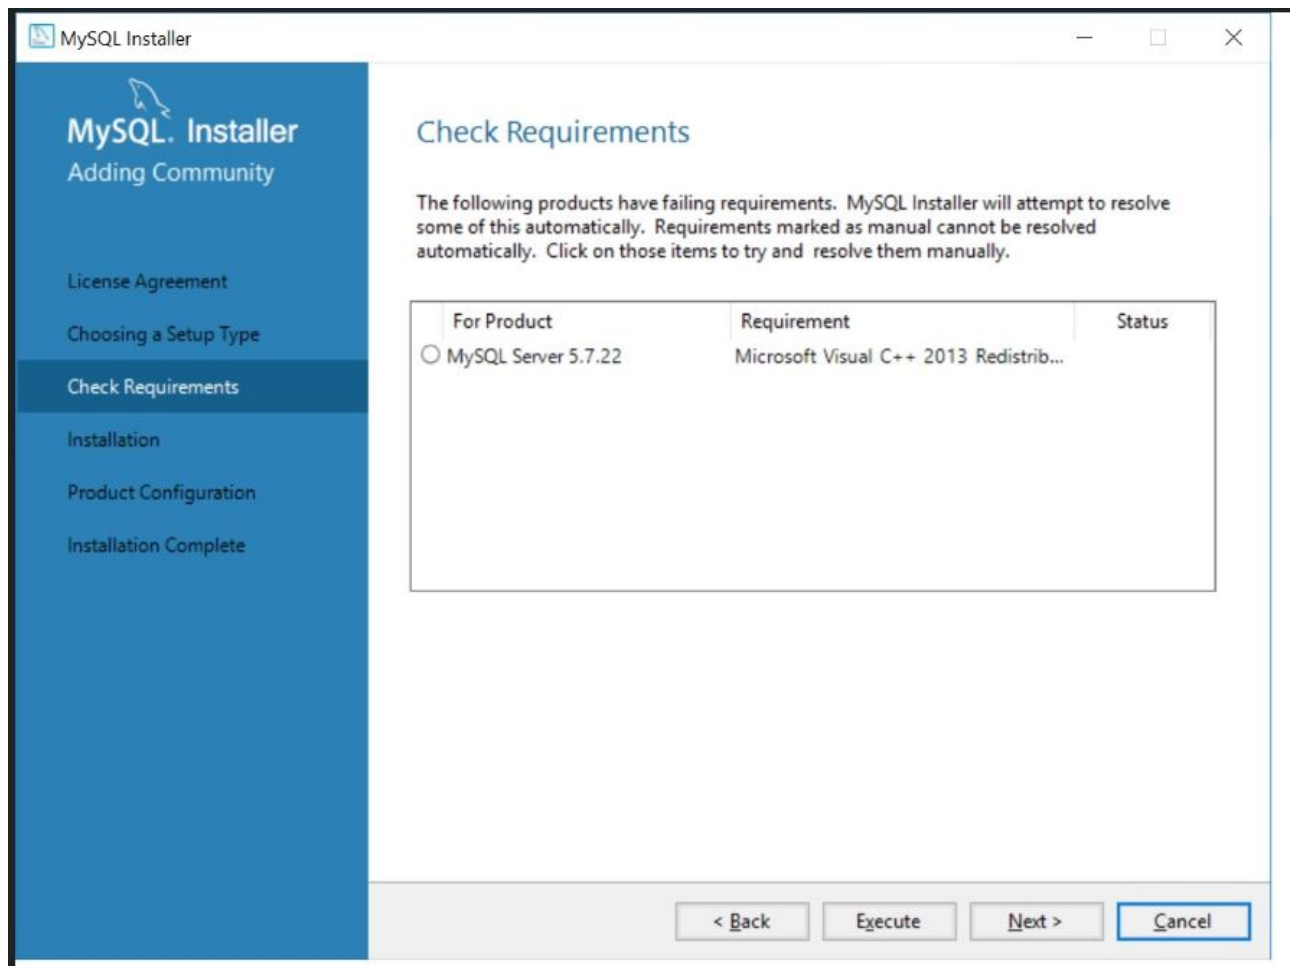 MySQL Installer
MySQL. Installer
Adding Community
License Agreement
Choosing a Setup Type
Check Requirements
Installation
Product Configuration
Installation Complete
Check Requirements
The following products have failing requirements. MySQL Installer will attempt to resolve
some of this automatically. Requirements marked as manual cannot be resolved
automatically. Click on those items to try and resolve them manually.
For Product Requirement Status
MySQL Server 5.7.22 Microsoft Visual C++ 2013 Redistrib...
< Back Execute Next > Cancel